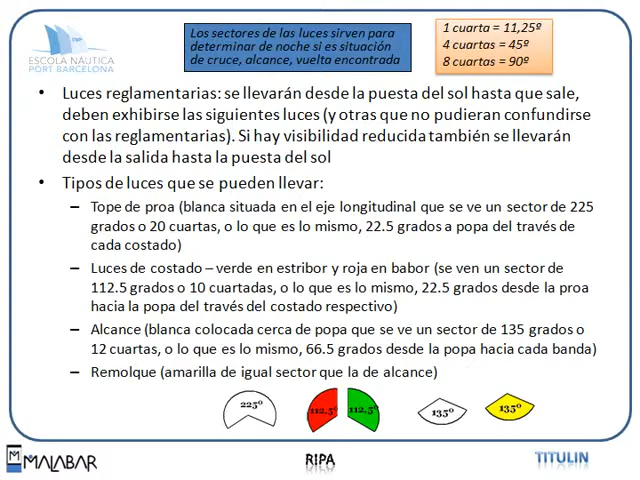 Los sectores de las luces sirven para
determinar de noche si es situación
de cruce, alcance, vuelta encontrada
1 cuarta = 11,25º
4 cuartas = 45º
8 cuartas = 90º
ESCOLA NÀUTICA
PORT BARCELONA
• Luces reglamentarias: se llevarán desde la puesta del sol hasta que sale,
deben exhibirse las siguientes luces (y otras que no pudieran confundirse
con las reglamentarias). Si hay visibilidad reducida también se llevarán
desde la salida hasta la puesta del sol
• Tipos de luces que se pueden llevar:
– Tope de proa (blanca situada en el eje longitudinal que se ve un sector de 225
grados o 20 cuartas, o lo que es lo mismo, 22.5 grados a popa del través de
cada costado)
– Luces de costado – verde en estribor y roja en babor (se ven un sector de
112.5 grados o 10 cuartadas, o lo que es lo mismo, 22.5 grados desde la proa
hacia la popa del través del costado respectivo)
– Alcance (blanca colocada cerca de popa que se ve un sector de 135 grados o
12 cuartas, o lo que es lo mismo, 66.5 grados desde la popa hacia cada banda)
– Remolque (amarilla de igual sector que la de alcance)
225º
112,5º
112,5º
135º
135º
MALABAR
RIPA
TITULIN